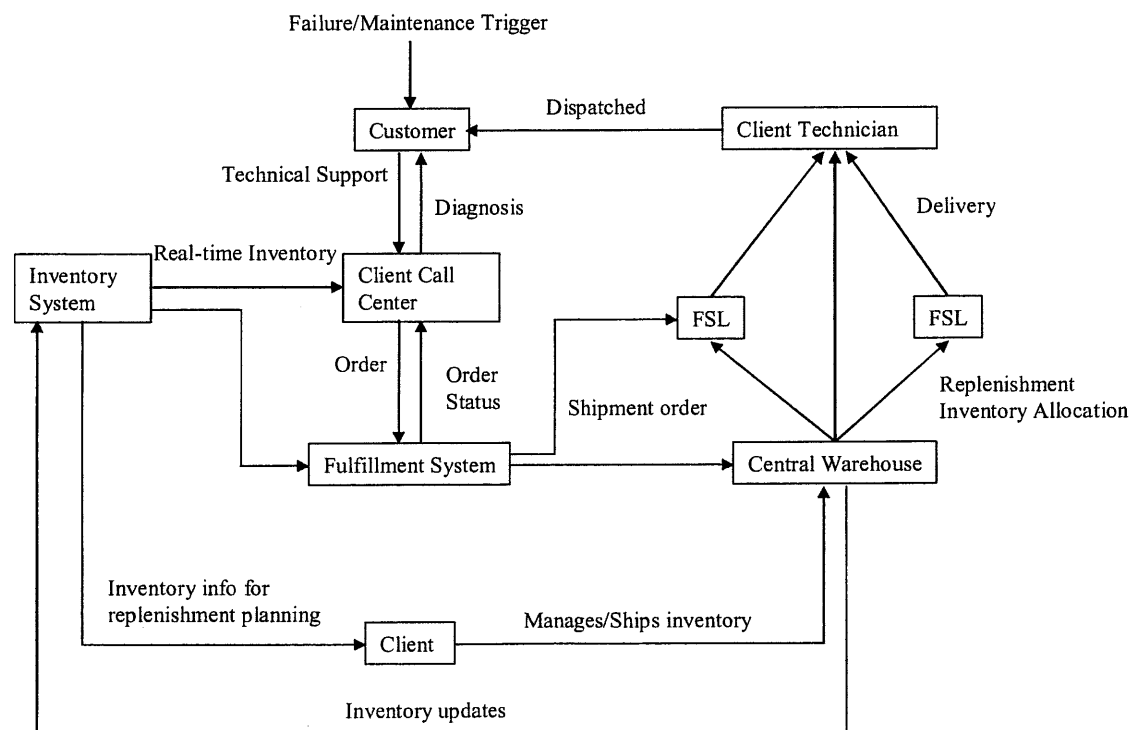 Failure/Maintenance Trigger
Dispatched
Customer
Client Technician
Technical Support
Diagnosis
Delivery
Real-time Inventory
Inventory
System
Client Call
Center
FSL
FSL
Order
Order
Status
Shipment order
Replenishment
Inventory Allocation
Fulfillment System
Central Warehouse
Inventory info for
replenishment planning
Manages/Ships inventory
Client
Inventory updates